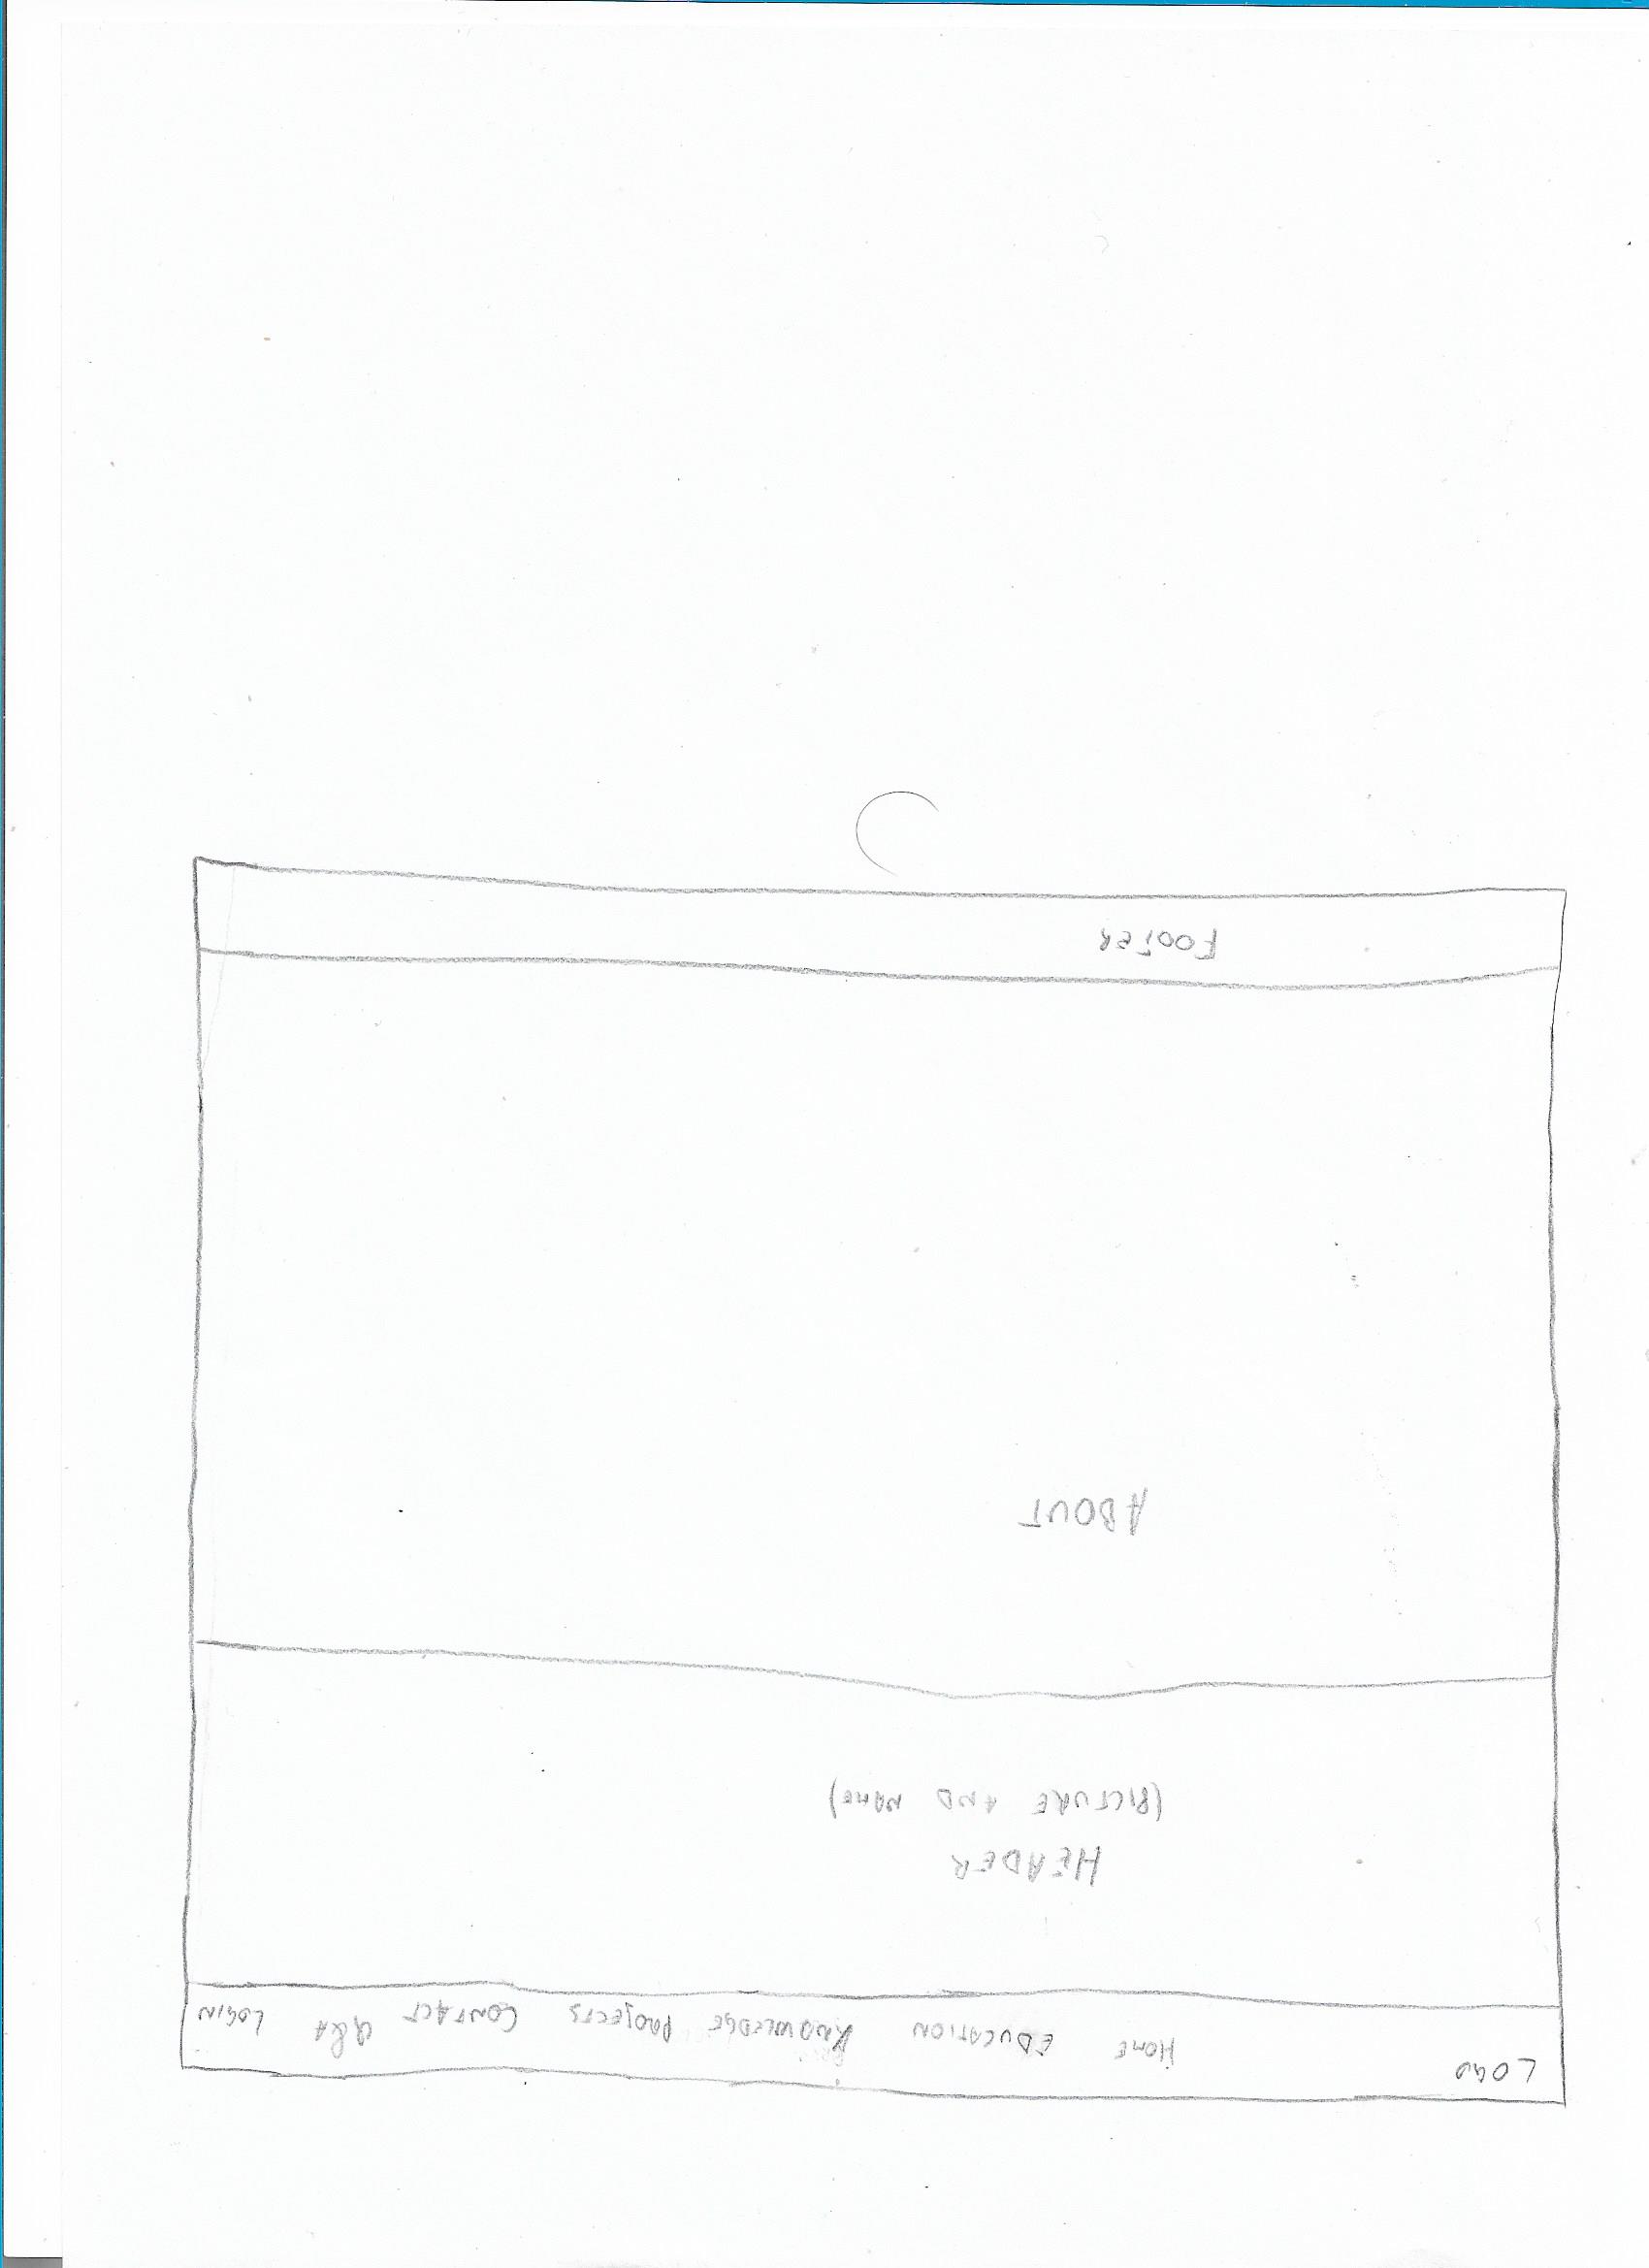 LOGO
HOME EDUCATION KNOWLEDGE PROJECTS CONTACT Q&A LOGIN
HEADER
(PICTURE AND NAME)
ABOUT
FOOTER